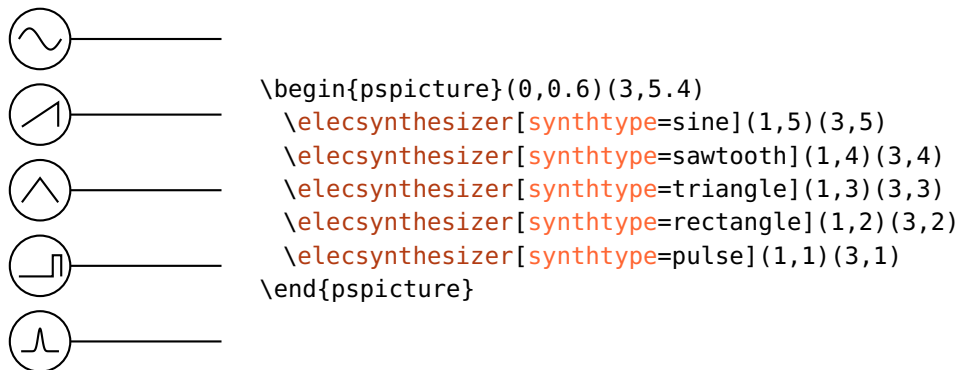 \begin{pspicture}(0,0.6)(3,5.4)
  \elecsynthesizer[synthtype=sine](1,5)(3,5)
  \elecsynthesizer[synthtype=sawtooth](1,4)(3,4)
  \elecsynthesizer[synthtype=triangle](1,3)(3,3)
  \elecsynthesizer[synthtype=rectangle](1,2)(3,2)
  \elecsynthesizer[synthtype=pulse](1,1)(3,1)
\end{pspicture}